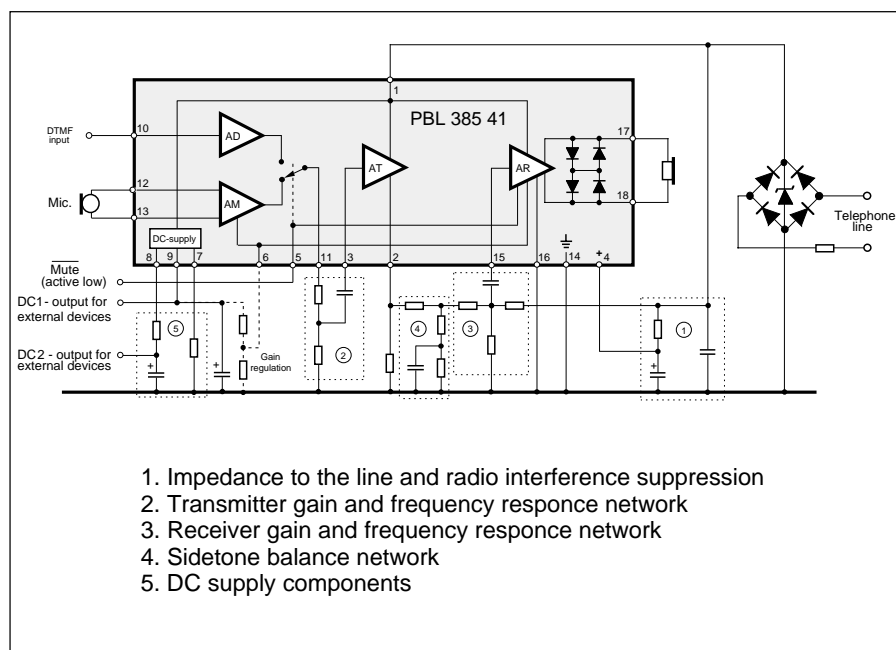 1
PBL 385 41
DTMF
input
10
AD
17
AT
AR
12
Mic.
AM
13
18
DC-supply
Telephone
line
Mute
(active low)
8
9
7
6
5
11
3
2
15
16
14
+
4
DC1 - output for
external devices
5
4
3
1
DC2 - output for
external devices
+
+
Gain
regulation
2
+
1. Impedance to the line and radio interference suppression
2. Transmitter gain and frequency responce network
3. Receiver gain and frequency responce network
4. Sidetone balance network
5. DC supply components